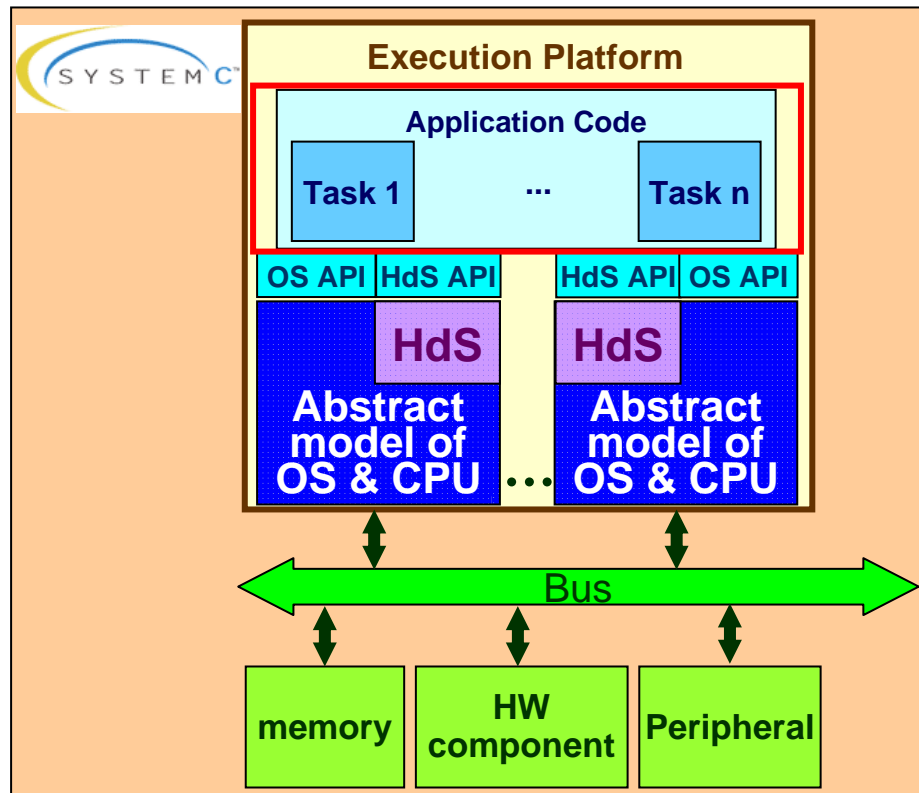 SYSTEMC™
Execution Platform
Application Code
Task 1
...
Task n
OS API
HdS API
HdS API
OS API
HdS
HdS
Abstract
model of
OS & CPU
...
Abstract
model of
OS & CPU
Bus
memory
HW
component
Peripheral